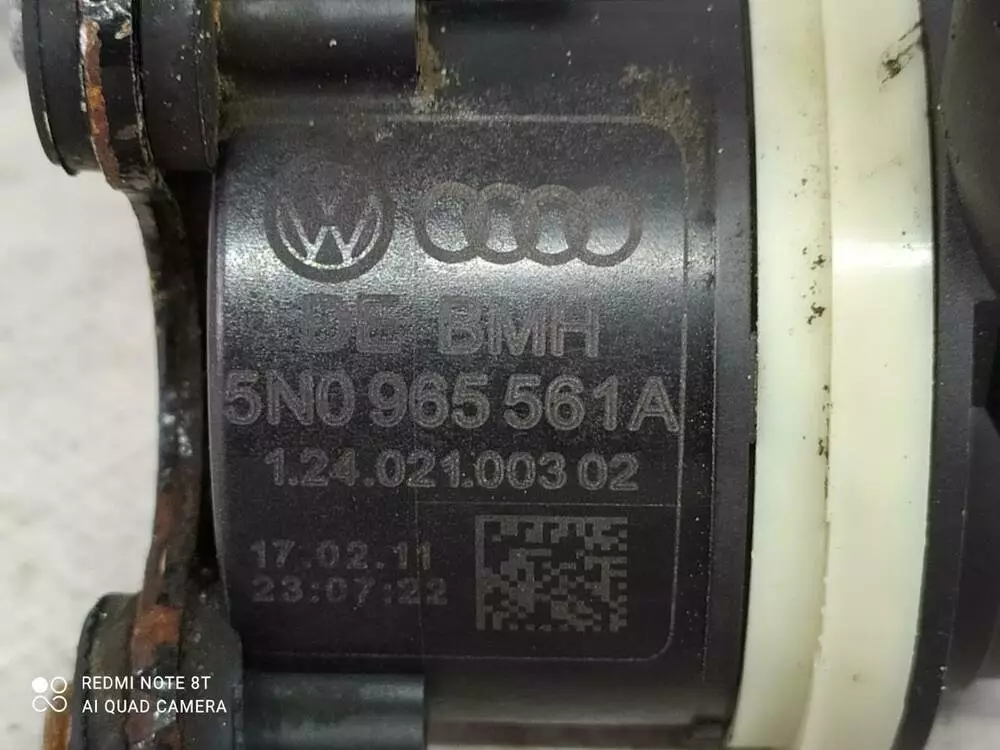 DE BMH
5N0 965 561A
1.24.021.003 02
17.02.11
23:07:22
REDMI NOTE 8T
AI QUAD CAMERA